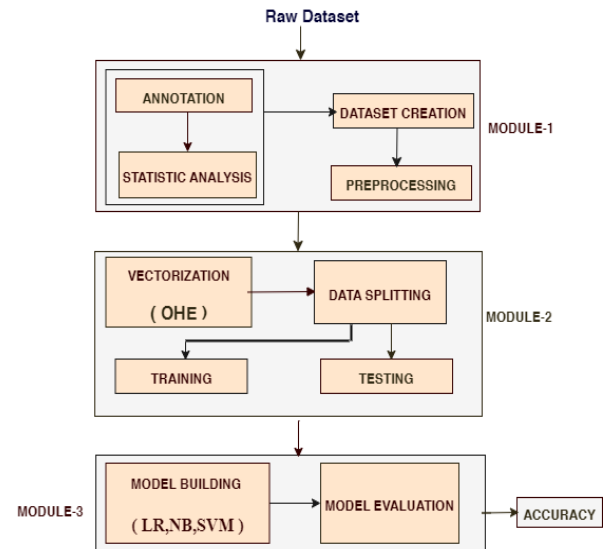 Raw Dataset
ANNOTATION
STATISTIC ANALYSIS
DATASET CREATION
PREPROCESSING
MODULE-1
VECTORIZATION
( OHE )
DATA SPLITTING
TRAINING
TESTING
MODULE-2
MODEL BUILDING
( LR,NB,SVM )
MODEL EVALUATION
MODULE-3
ACCURACY